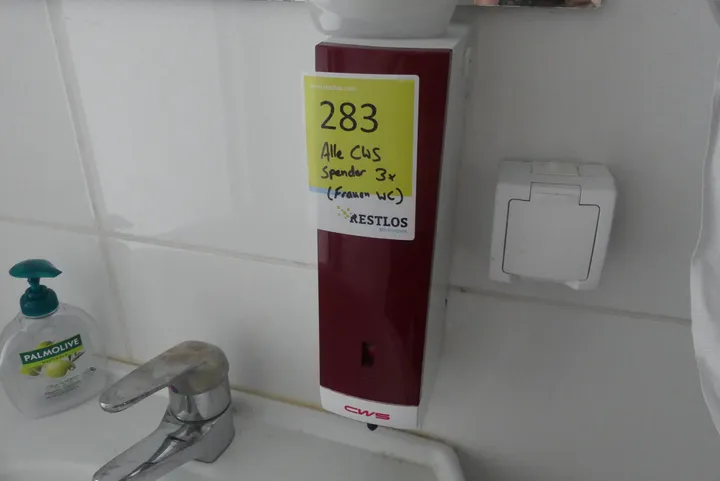 283
Alle CWS
Spender 3x
(Frauen WC)
RESTLOS
CWS
PALMOLIVE